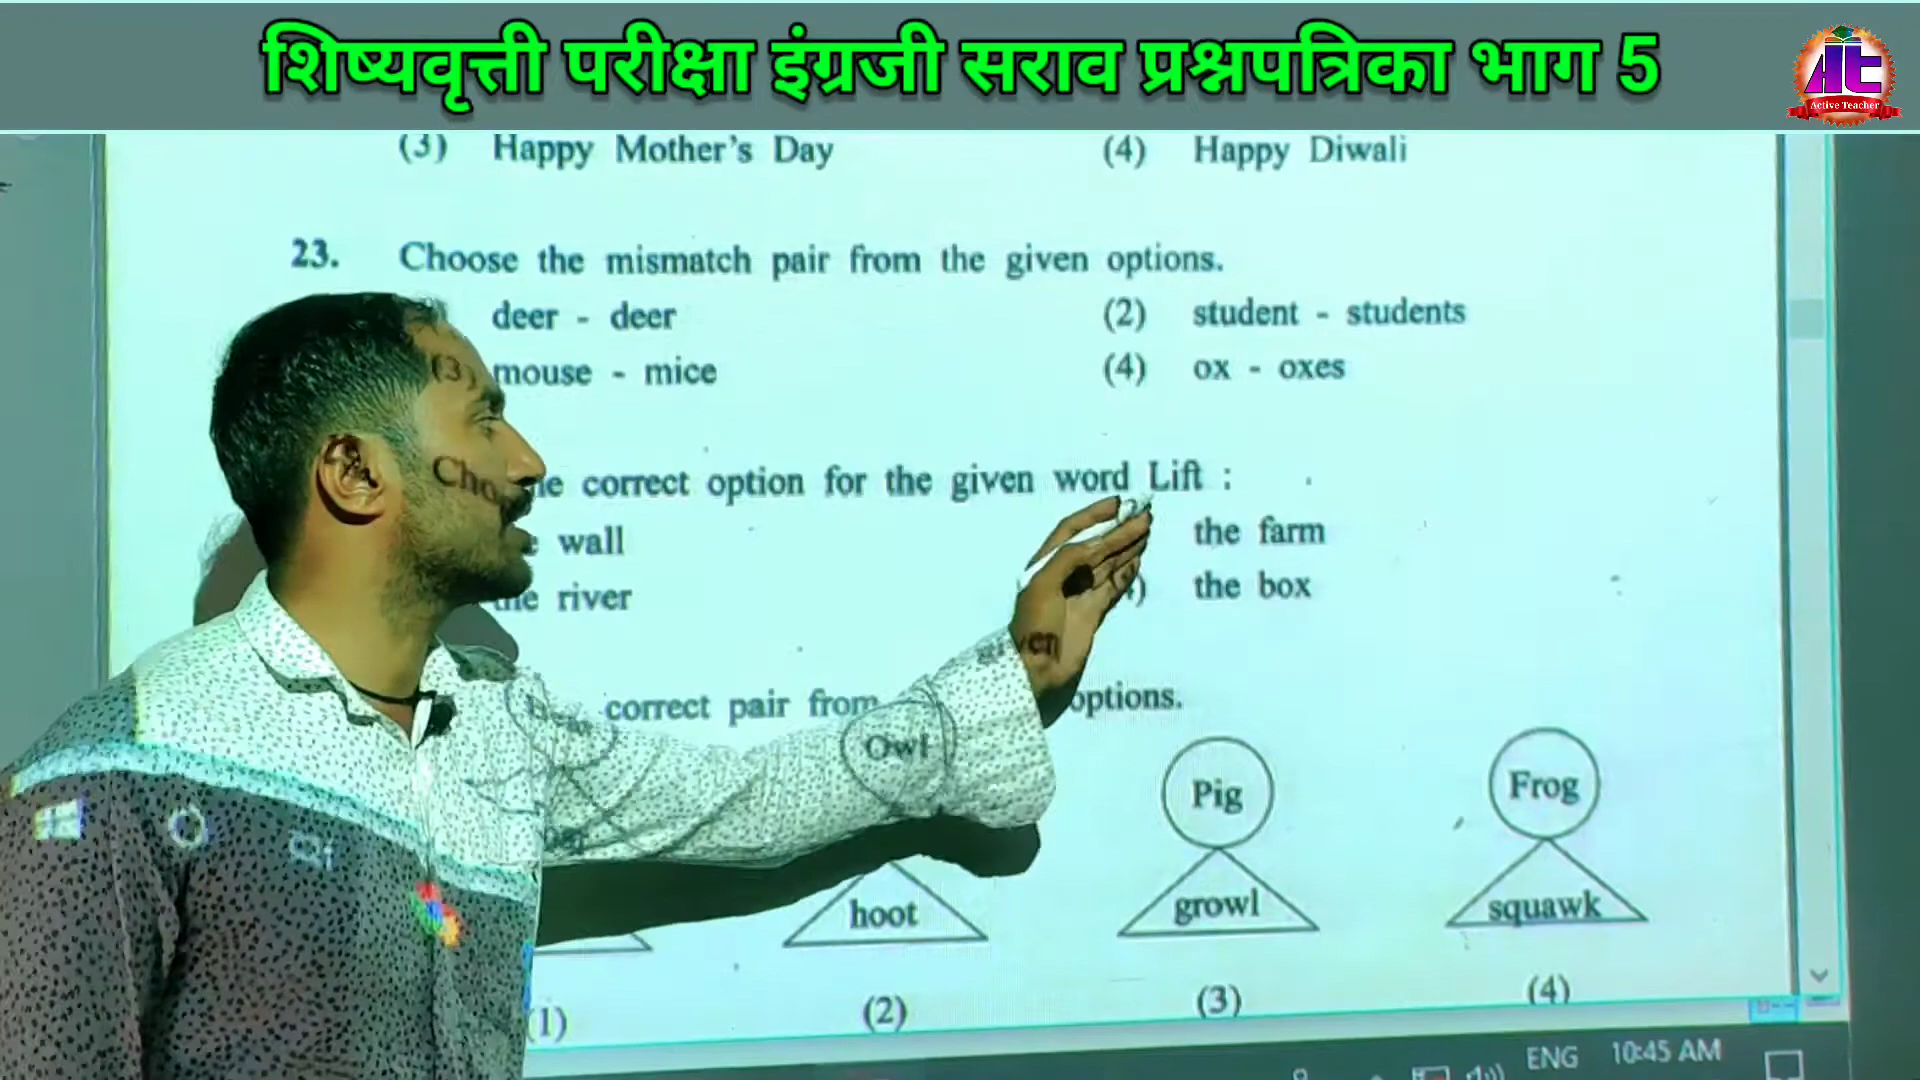 शिष्यवृत्ती परीक्षा इंग्रजी सराव प्रश्नपत्रिका भाग 5
Active Teacher
(3) Happy Mother's Day (4) Happy Diwali
23. Choose the mismatch pair from the given options.
deer - deer (2) student - students
(3) mouse - mice (4) ox - oxes
correct option for the given word Lift :
wall the farm
the river the box
correct pair from given options.
Owl Pig Frog
hoot growl squawk
(1) (2) (3) (4)
ENG 10:45 AM